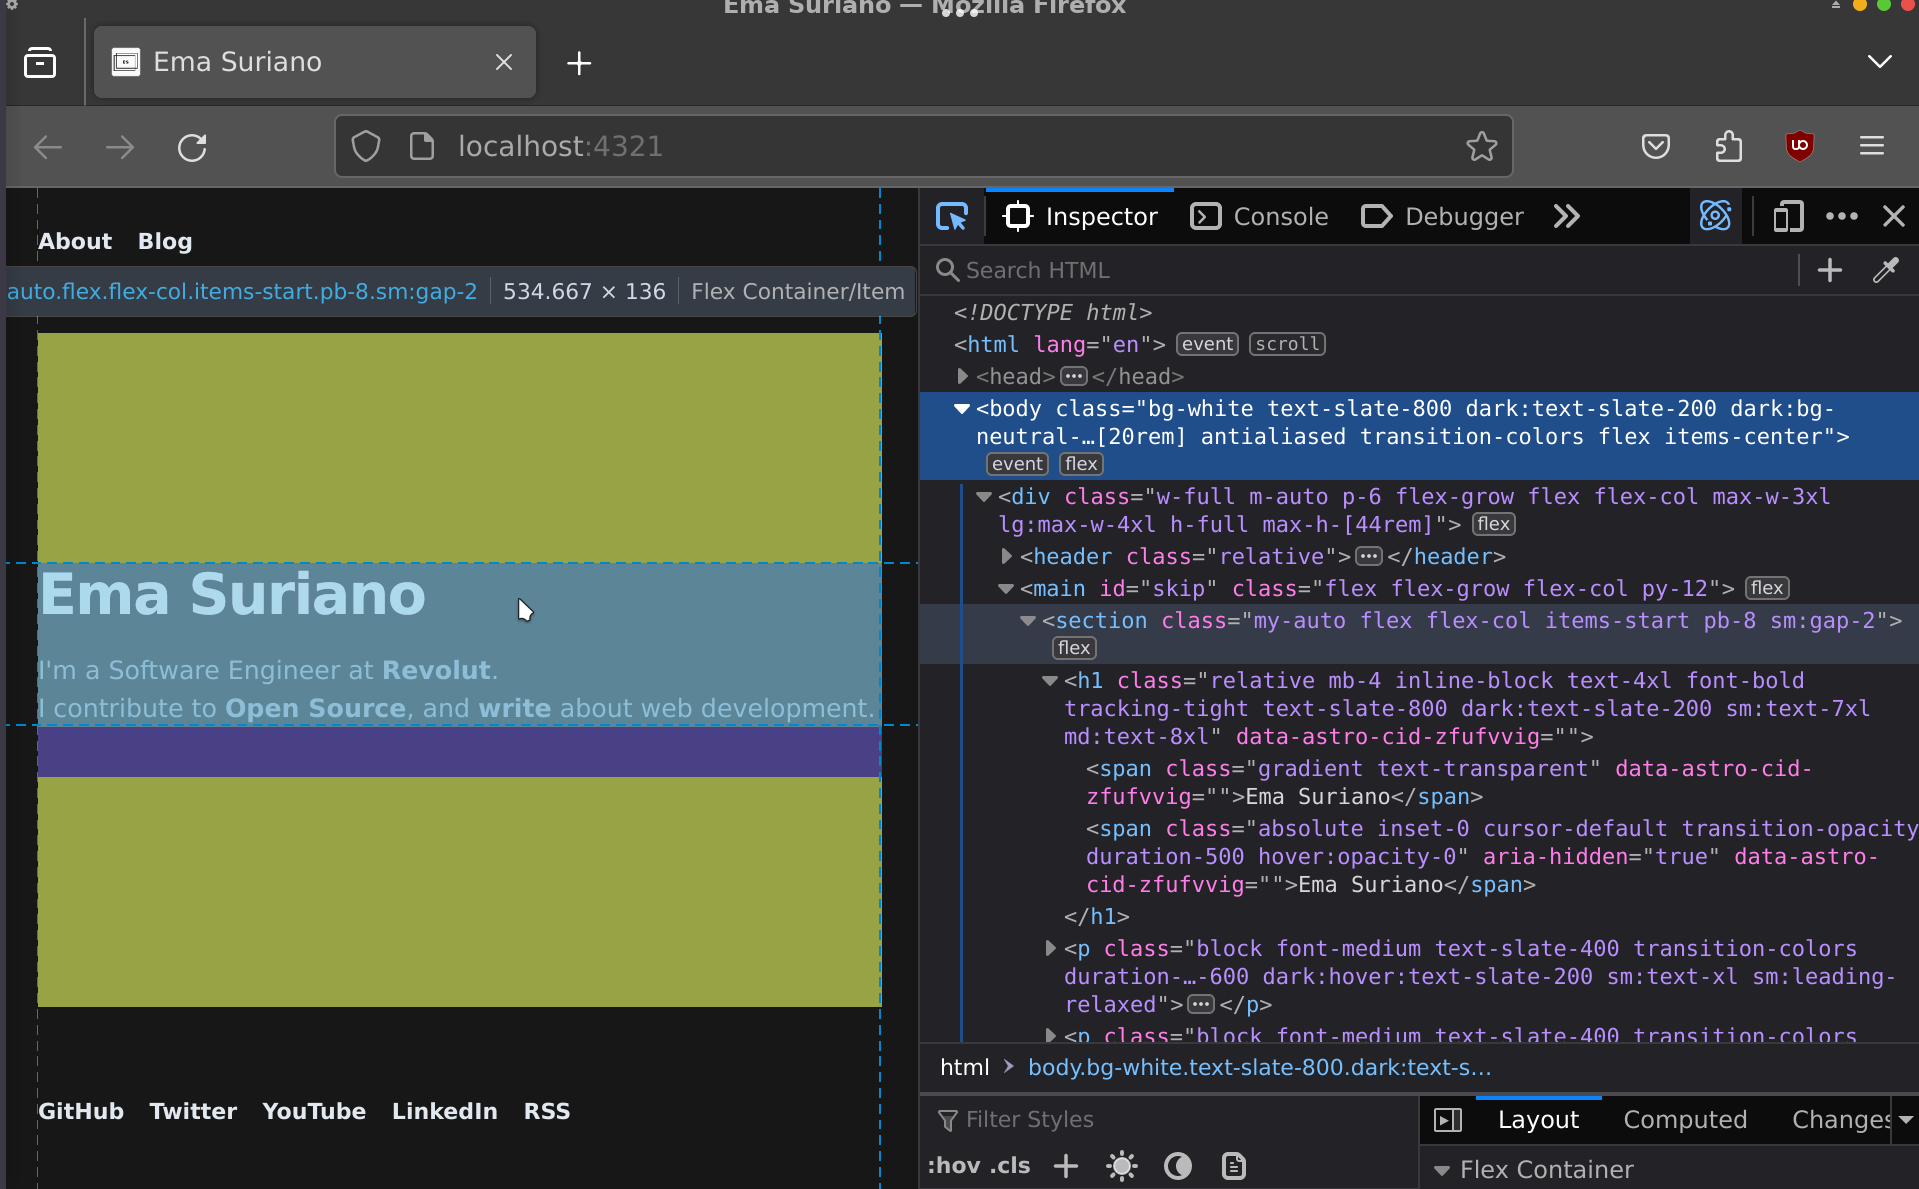 Ema Suriano — Mozilla Firefox
Ema Suriano
localhost:4321
About Blog
auto.flex.flex-col.items-start.pb-8.sm:gap-2 534.667 × 136 Flex Container/Item
Ema Suriano
I'm a Software Engineer at Revolut.
I contribute to Open Source, and write about web development.
GitHub Twitter YouTube LinkedIn RSS
Inspector Console Debugger
Search HTML
<!DOCTYPE html>
<html lang="en"> event scroll
<head> ••• </head>
<body class="bg-white text-slate-800 dark:text-slate-200 dark:bg-
neutral-…[20rem] antialiased transition-colors flex items-center">
event flex
<div class="w-full m-auto p-6 flex-grow flex flex-col max-w-3xl
lg:max-w-4xl h-full max-h-[44rem]"> flex
<header class="relative"> ••• </header>
<main id="skip" class="flex flex-grow flex-col py-12"> flex
<section class="my-auto flex flex-col items-start pb-8 sm:gap-2">
flex
<h1 class="relative mb-4 inline-block text-4xl font-bold
tracking-tight text-slate-800 dark:text-slate-200 sm:text-7xl
md:text-8xl" data-astro-cid-zfufvvig="">
<span class="gradient text-transparent" data-astro-cid-
zfufvvig="">Ema Suriano</span>
<span class="absolute inset-0 cursor-default transition-opacity
duration-500 hover:opacity-0" aria-hidden="true" data-astro-
cid-zfufvvig="">Ema Suriano</span>
</h1>
<p class="block font-medium text-slate-400 transition-colors
duration-…-600 dark:hover:text-slate-200 sm:text-xl sm:leading-
relaxed"> ••• </p>
<p class="block font-medium text-slate-400 transition-colors
html body.bg-white.text-slate-800.dark:text-s…
Filter Styles
:hov .cls
Layout Computed Changes
Flex Container